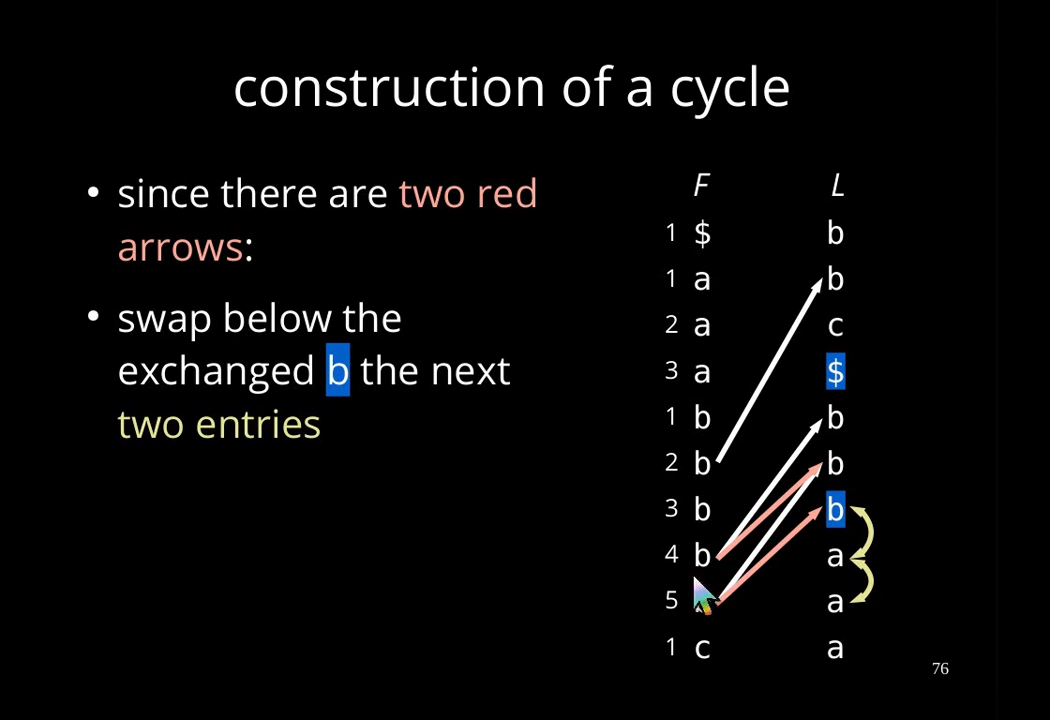 construction of a cycle
• since there are two red
arrows:
• swap below the
exchanged b the next
two entries
F L
1 $ b
1 a b
2 a c
3 a $
1 b b
2 b b
3 b b
4 b a
5 a
1 c a
76